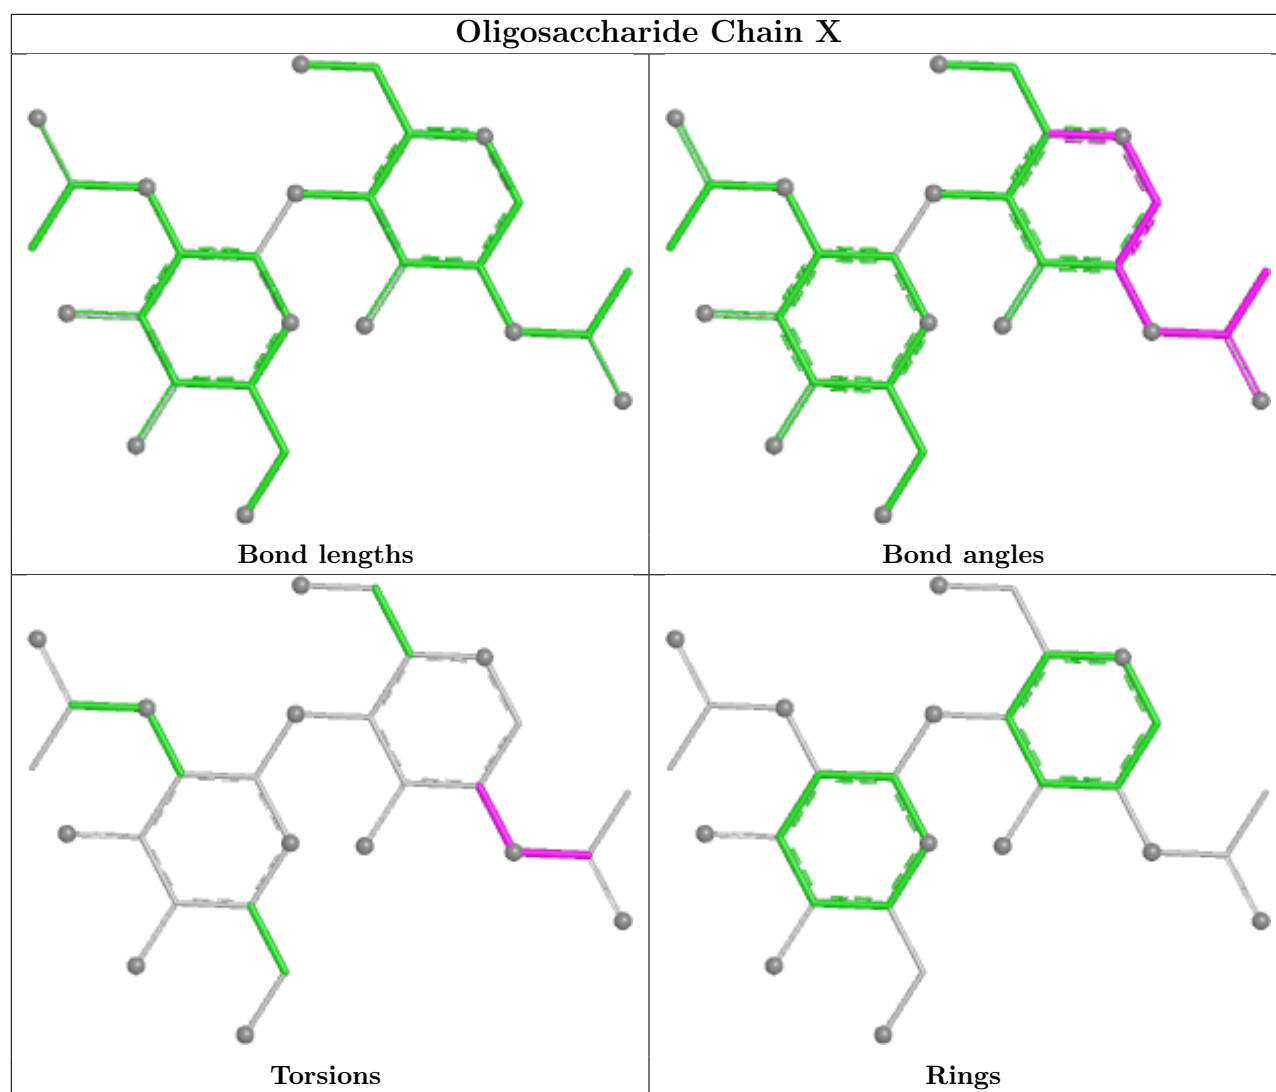 Oligosaccharide Chain X
Bond lengths
Bond angles
Torsions
Rings